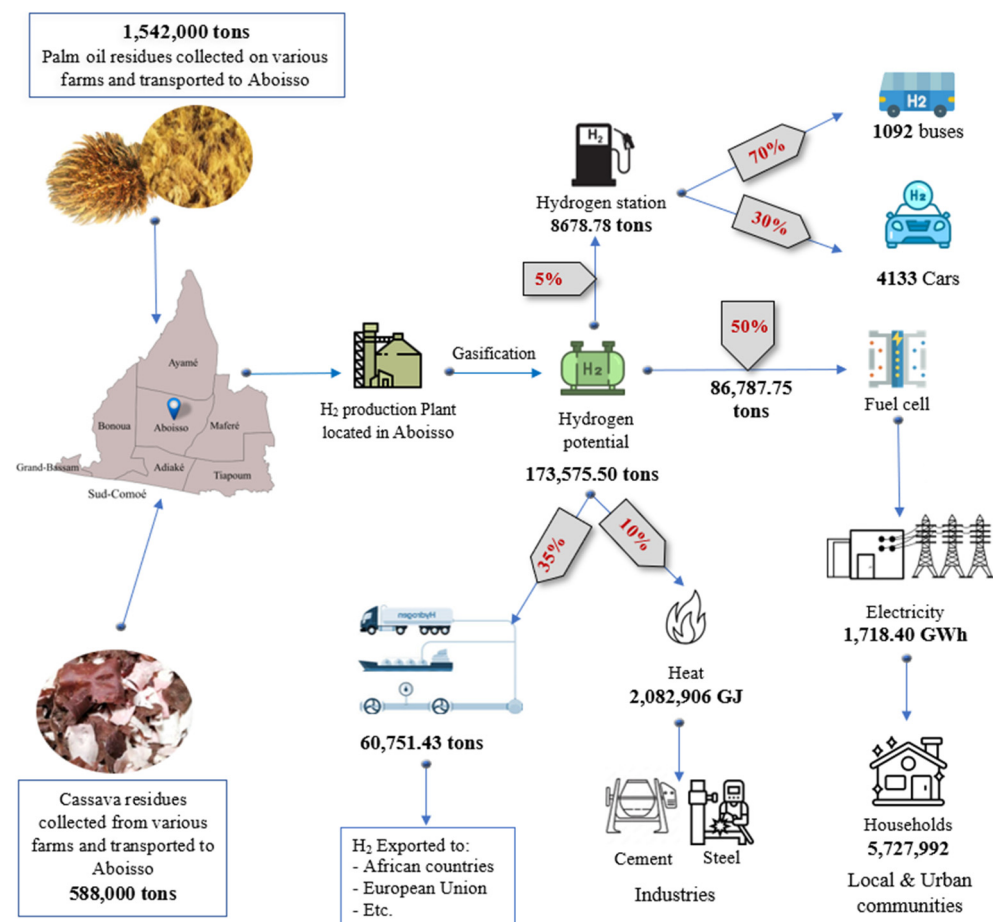 1,542,000 tons
Palm oil residues collected on various
farms and transported to Aboisso
H2
1092 buses
70%
H2
Hydrogen station
8678.78 tons
30%
H2
4133 Cars
5%
50%
Ayamé
Bonoua
Aboisso
Maferé
Grand-Bassam
Adiaké
Tiapoum
Sud-Comoé
H2 production Plant
located in Aboisso
Gasification
H2
Hydrogen
potential
173,575.50 tons
86,787.75
tons
Fuel cell
35%
10%
Hydrogen
60,751.43 tons
Heat
2,082,906 GJ
Electricity
1,718.40 GWh
Cassava residues
collected from various
farms and transported to
Aboisso
588,000 tons
H2 Exported to:
- African countries
- European Union
- Etc.
Cement
Steel
Industries
Households
5,727,992
Local & Urban
communities